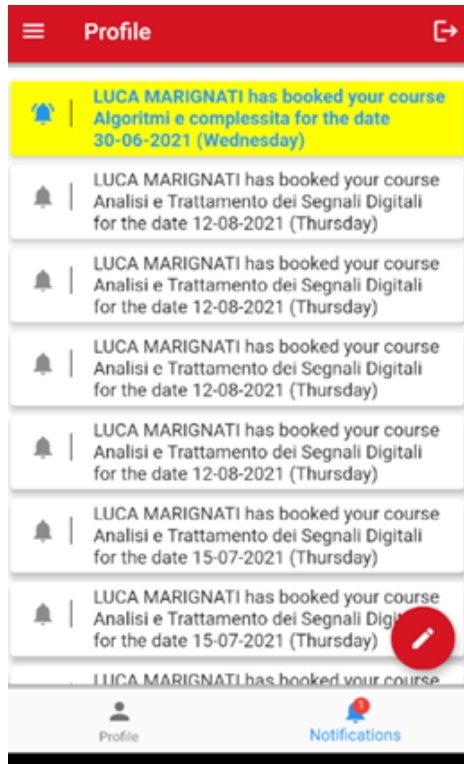 Profile
LUCA MARIGNATI has booked your course
Algoritmi e complessita for the date
30-06-2021 (Wednesday)
LUCA MARIGNATI has booked your course
Analisi e Trattamento dei Segnali Digitali
for the date 12-08-2021 (Thursday)
LUCA MARIGNATI has booked your course
Analisi e Trattamento dei Segnali Digitali
for the date 12-08-2021 (Thursday)
LUCA MARIGNATI has booked your course
Analisi e Trattamento dei Segnali Digitali
for the date 12-08-2021 (Thursday)
LUCA MARIGNATI has booked your course
Analisi e Trattamento dei Segnali Digitali
for the date 12-08-2021 (Thursday)
LUCA MARIGNATI has booked your course
Analisi e Trattamento dei Segnali Digitali
for the date 15-07-2021 (Thursday)
LUCA MARIGNATI has booked your course
Analisi e Trattamento dei Segnali
for the date 15-07-2021 (Thursday)
LUCA MARIGNATI has booked your course
1
Profile
Notifications